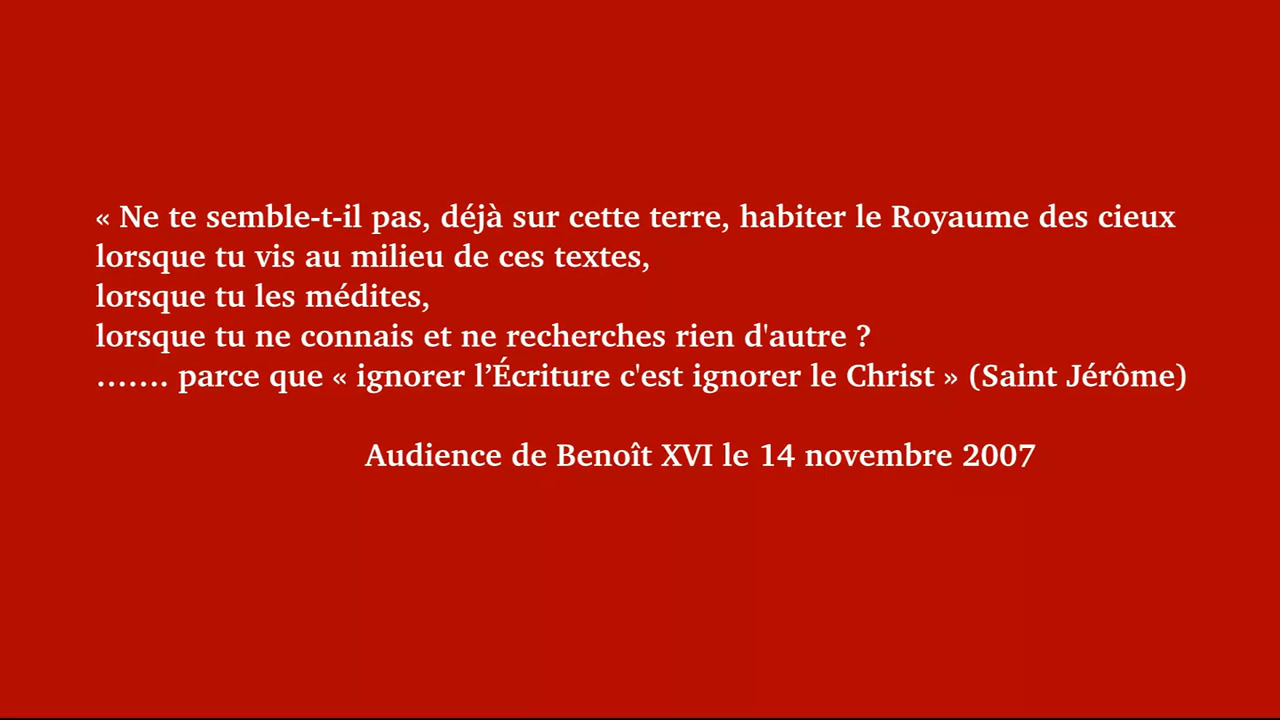 « Ne te semble-t-il pas, déjà sur cette terre, habiter le Royaume des cieux
lorsque tu vis au milieu de ces textes,
lorsque tu les médites,
lorsque tu ne connais et ne recherches rien d'autre ?
....... parce que « ignorer l’Écriture c'est ignorer le Christ » (Saint Jérôme)
Audience de Benoît XVI le 14 novembre 2007